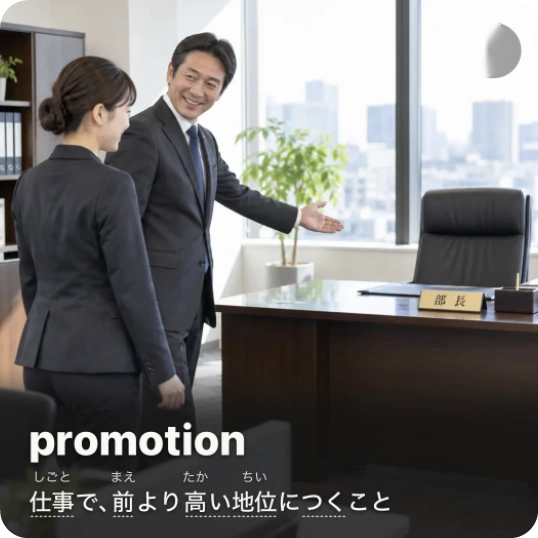 部長
promotion
しごと まえ たか ちい
仕事で、前より高い地位につくこと